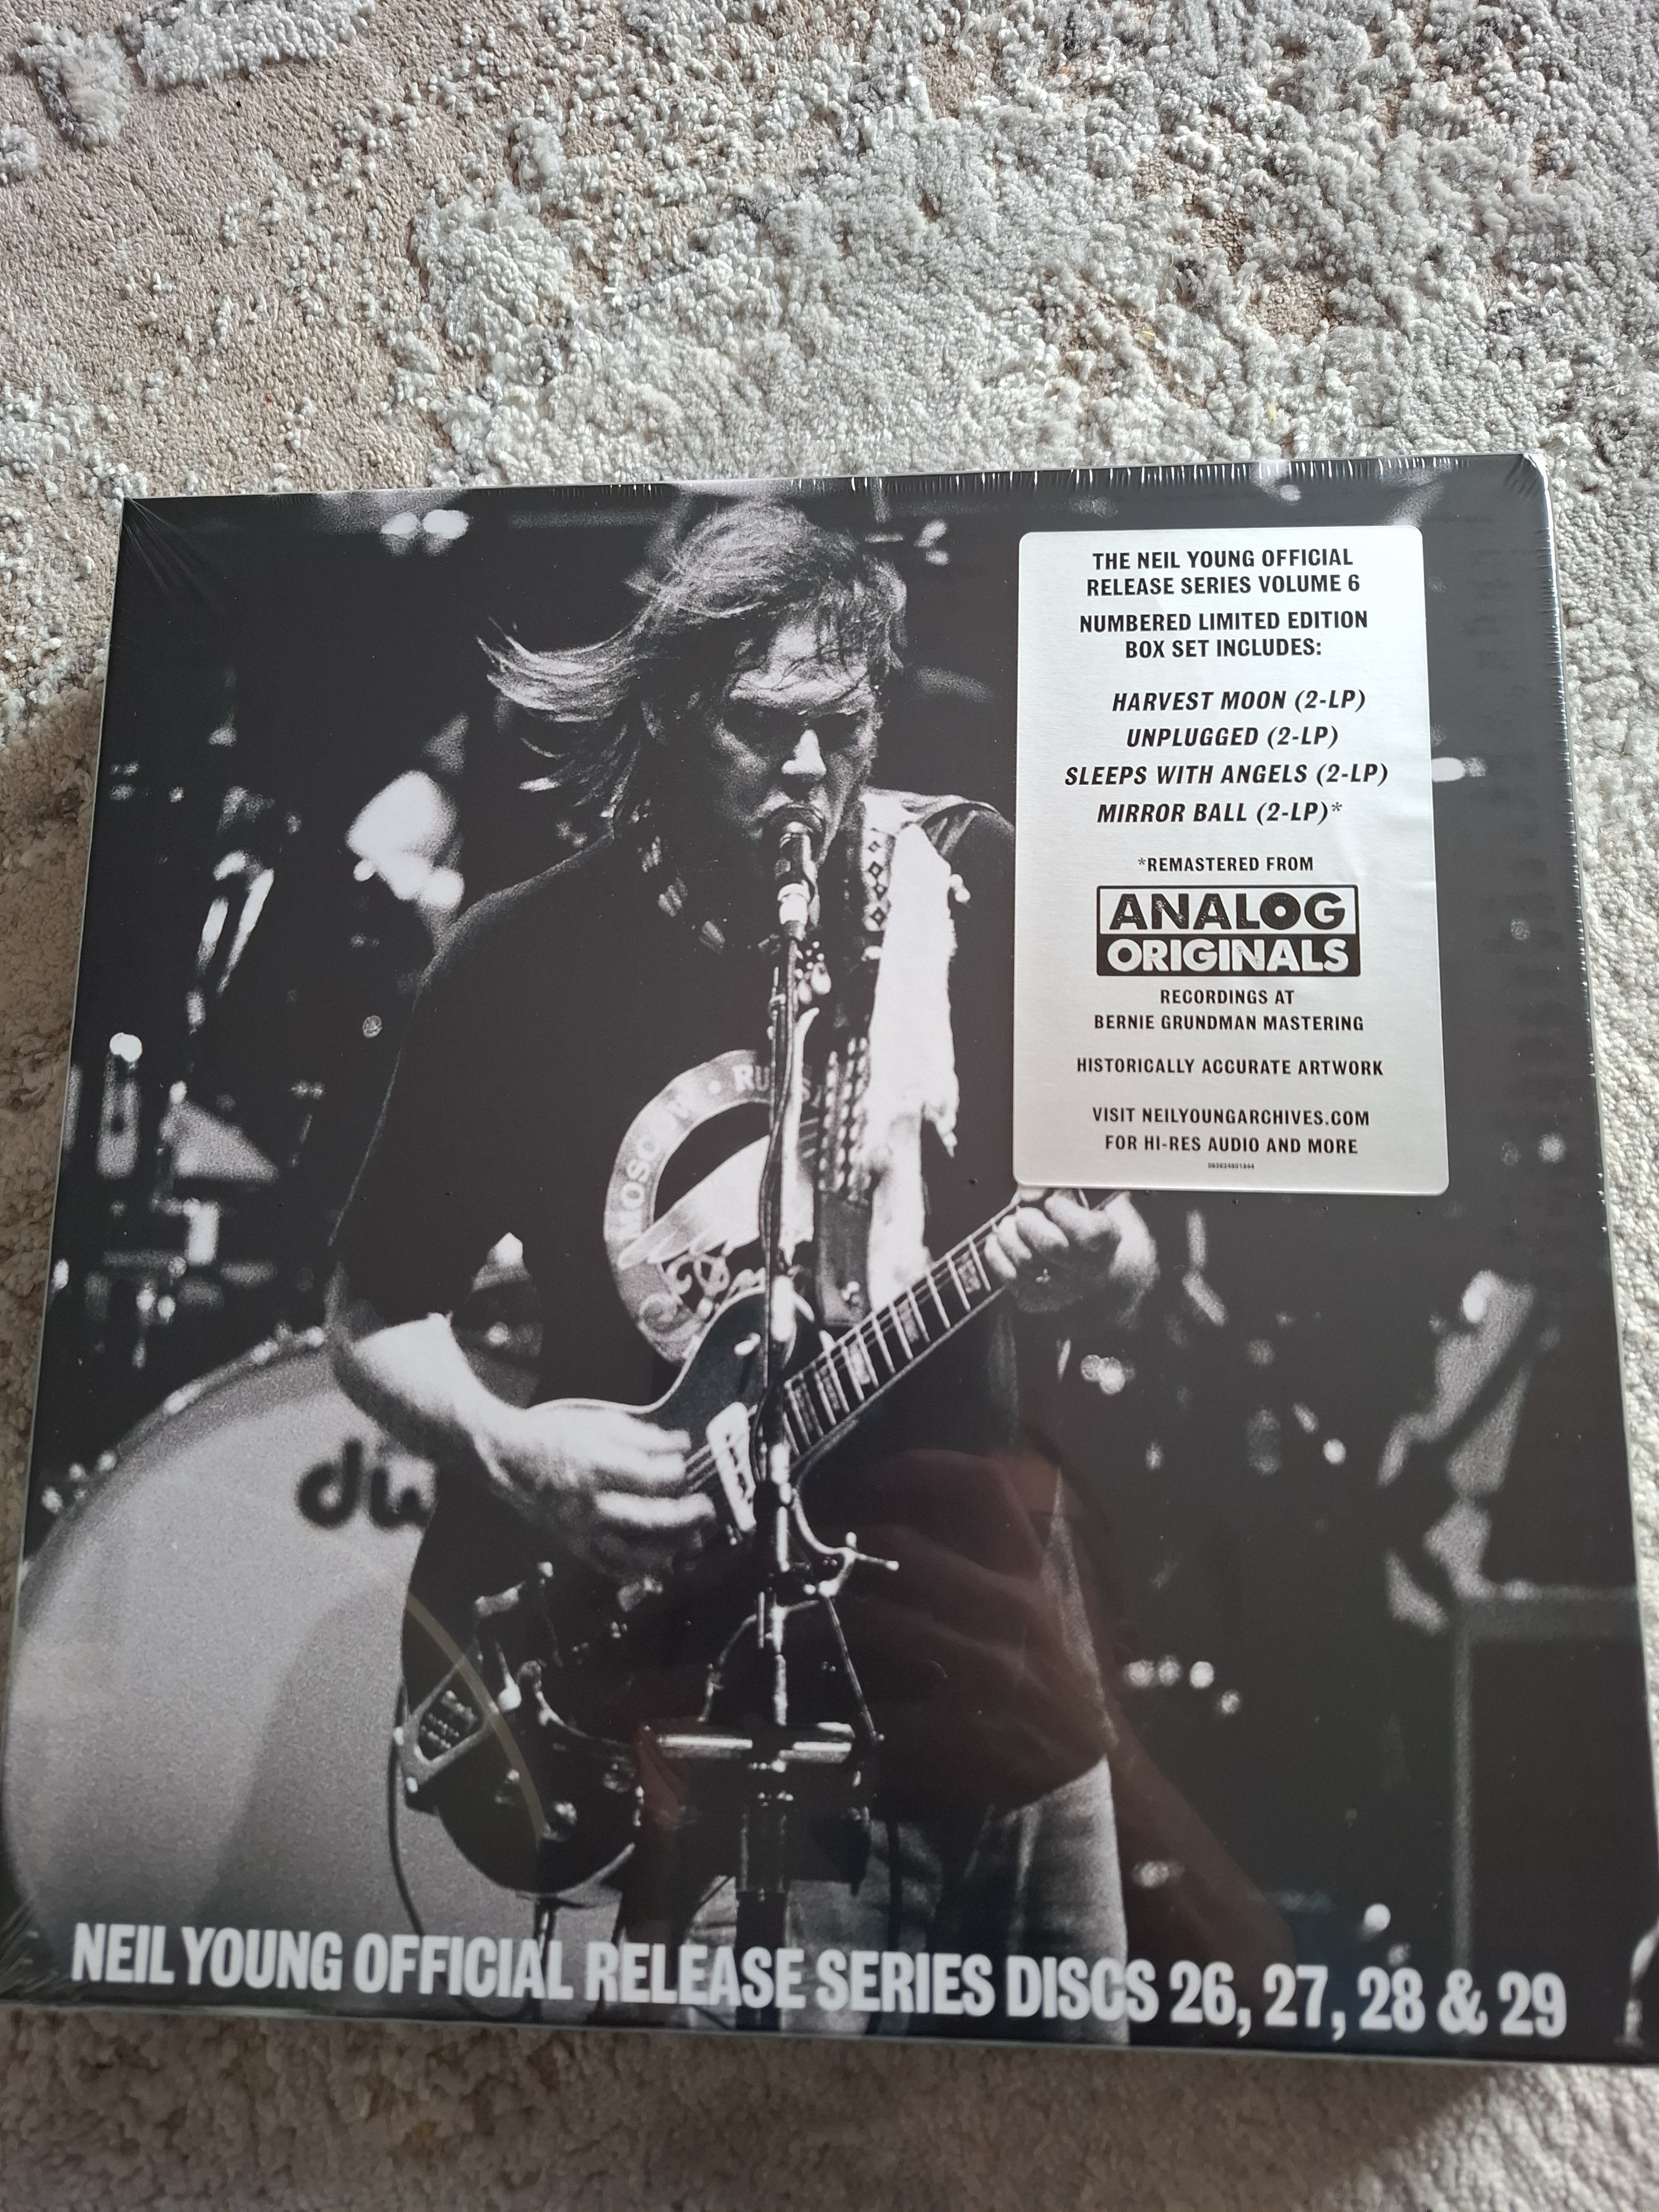 THE NEIL YOUNG OFFICIAL
RELEASE SERIES VOLUME 6
NUMBERED LIMITED EDITION
BOX SET INCLUDES:
HARVEST MOON (2-LP)
UNPLUGGED (2-LP)
SLEEPS WITH ANGELS (2-LP)
MIRROR BALL (2-LP)*
*REMASTERED FROM
ANALOG
ORIGINALS
RECORDINGS AT
BERNIE GRUNDMAN MASTERING
HISTORICALLY ACCURATE ARTWORK
VISIT NEILYOUNGARCHIVES.COM
FOR HI-RES AUDIO AND MORE
NEIL YOUNG OFFICIAL RELEASE SERIES DISCS 26, 27, 28 & 29